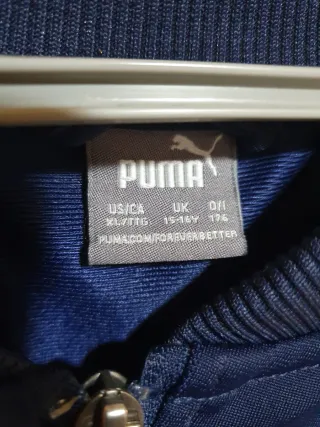 PUMA
US/CA UK D/I
XL/TTG 15-16Y 176
PUMA.COM/FOREVERBETTER